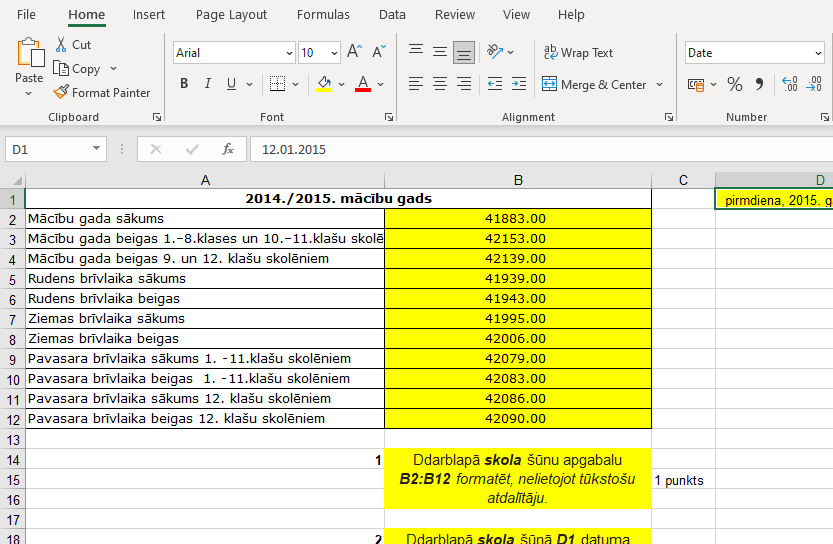 File Home Insert Page Layout Formulas Data Review View Help
Paste Cut Copy Format Painter
Arial 10 A A
B I U A
ab c Wrap Text
Merge & Center
Date
% 9 .0 .00 .00 .0
Clipboard Font Alignment Number
D1 fx 12.01.2015
A B C D
1 2014./2015. mācību gads pirmdiena, 2015. g
2 Mācību gada sākums 41883.00
3 Mācību gada beigas 1.-8.klases un 10.-11.klašu skolē 42153.00
4 Mācību gada beigas 9. un 12. klašu skolēniem 42139.00
5 Rudens brīvlaika sākums 41939.00
6 Rudens brīvlaika beigas 41943.00
7 Ziemas brīvlaika sākums 41995.00
8 Ziemas brīvlaika beigas 42006.00
9 Pavasara brīvlaika sākums 1. -11.klašu skolēniem 42079.00
10 Pavasara brīvlaika beigas 1. -11.klašu skolēniem 42083.00
11 Pavasara brīvlaika sākums 12. klašu skolēniem 42086.00
12 Pavasara brīvlaika beigas 12. klašu skolēniem 42090.00
13
14 1 Ddarblapā skola šūnu apgabalu
15 B2:B12 formatēt, nelietojot tūkstošu 1 punkts
16 atdalītāju.
17
18 2 Ddarblapā skola šūnā D1 datuma